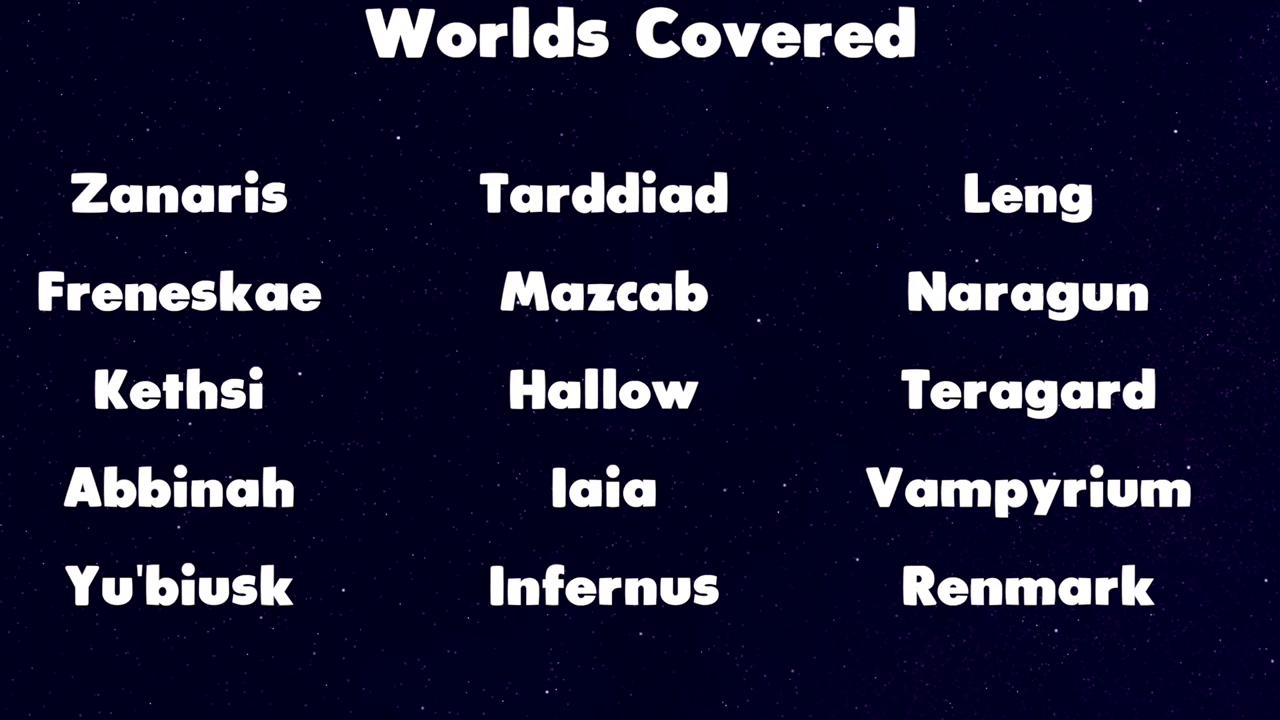 Worlds Covered
Zanaris
Tarddiad
Leng
Freneskae
Mazcab
Naragun
Kethsi
Hallow
Teragard
Abbinah
Iaia
Vampyrium
Yu'biusk
Infernus
Renmark